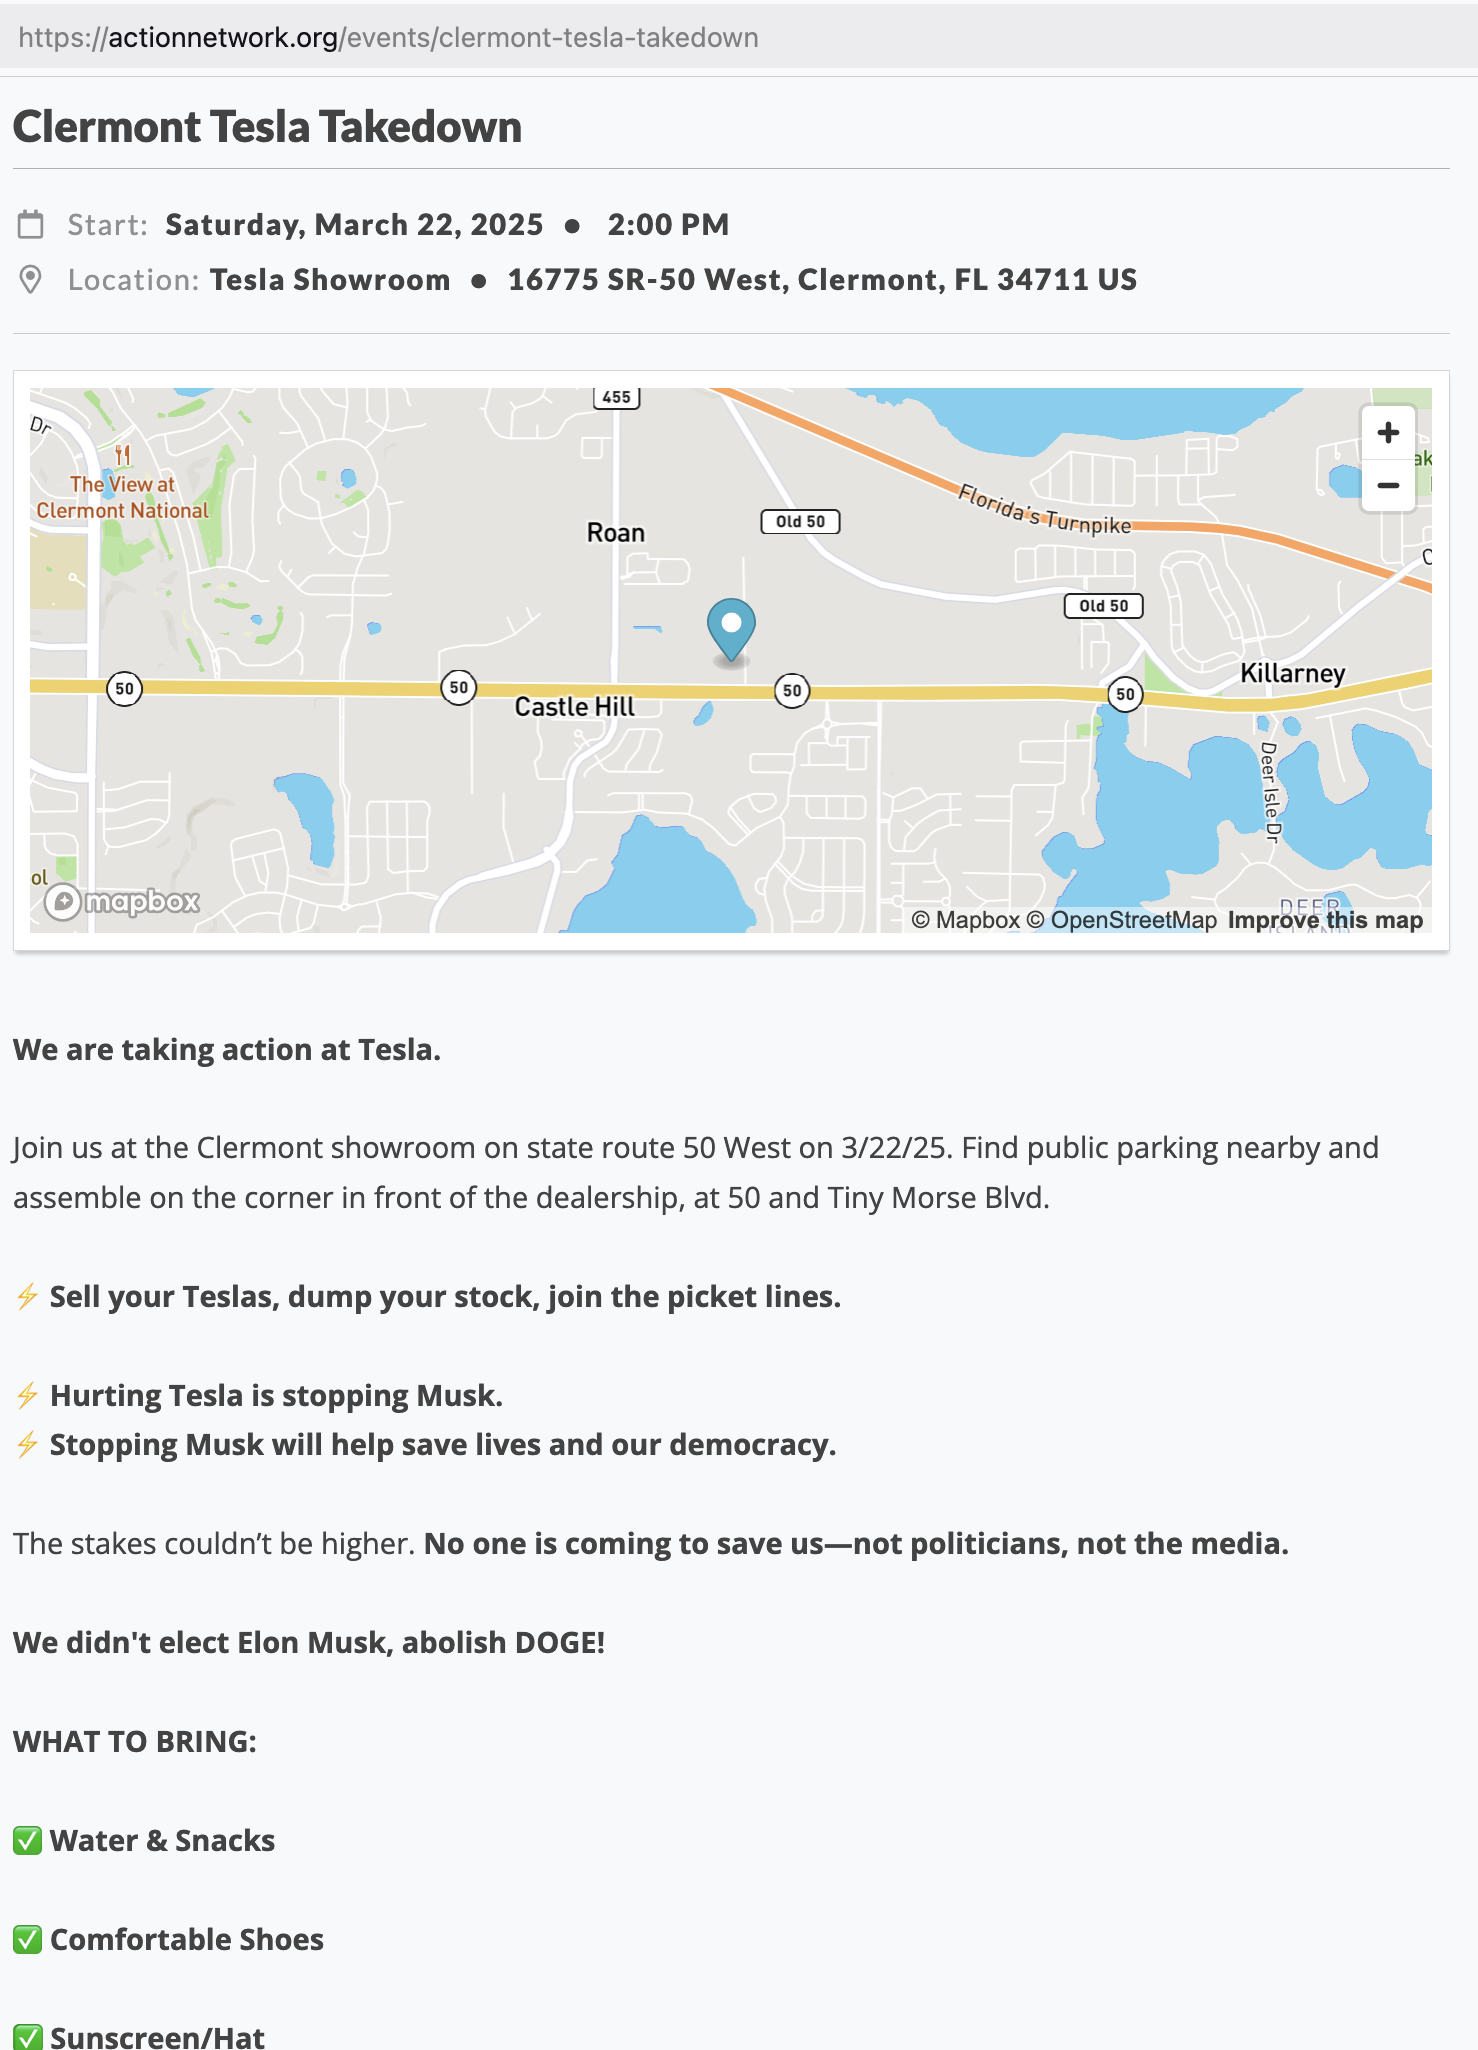 https://actionnetwork.org/events/clermont-tesla-takedown
Clermont Tesla Takedown
Start: Saturday, March 22, 2025 • 2:00 PM
Location: Tesla Showroom • 16775 SR-50 West, Clermont, FL 34711 US
455
Dr
The View at
Clermont National
Roan
Old 50
Florida's Turnpike
Old 50
50
50
50
50
Castle Hill
Killarney
Deer Isle Dr
ol
mapbox
DEER
ISLAND
© Mapbox © OpenStreetMap Improve this map
We are taking action at Tesla.
Join us at the Clermont showroom on state route 50 West on 3/22/25. Find public parking nearby and
assemble on the corner in front of the dealership, at 50 and Tiny Morse Blvd.
⚡ Sell your Teslas, dump your stock, join the picket lines.
⚡ Hurting Tesla is stopping Musk.
⚡ Stopping Musk will help save lives and our democracy.
The stakes couldn’t be higher. No one is coming to save us—not politicians, not the media.
We didn't elect Elon Musk, abolish DOGE!
WHAT TO BRING:
✅ Water & Snacks
✅ Comfortable Shoes
✅ Sunscreen/Hat